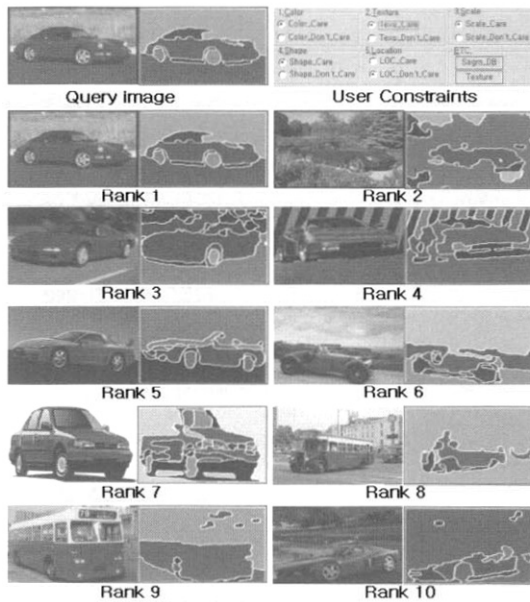 1.Color
2.Texture
3.Scale
Color_Care
Texu_Care
Scale_Care
Color_Don't_Care
Texu_Don't_Care
Scale_Don't_Care
4.Shape
5.Location
ETC.
Shape_Care
LOC_Care
Segm_DB
Shape_Don't_Care
LOC_Don't_Care
Texture
Query image
User Constraints
Rank 1
Rank 2
Rank 3
Rank 4
Rank 5
Rank 6
Rank 7
Rank 8
Rank 9
Rank 10